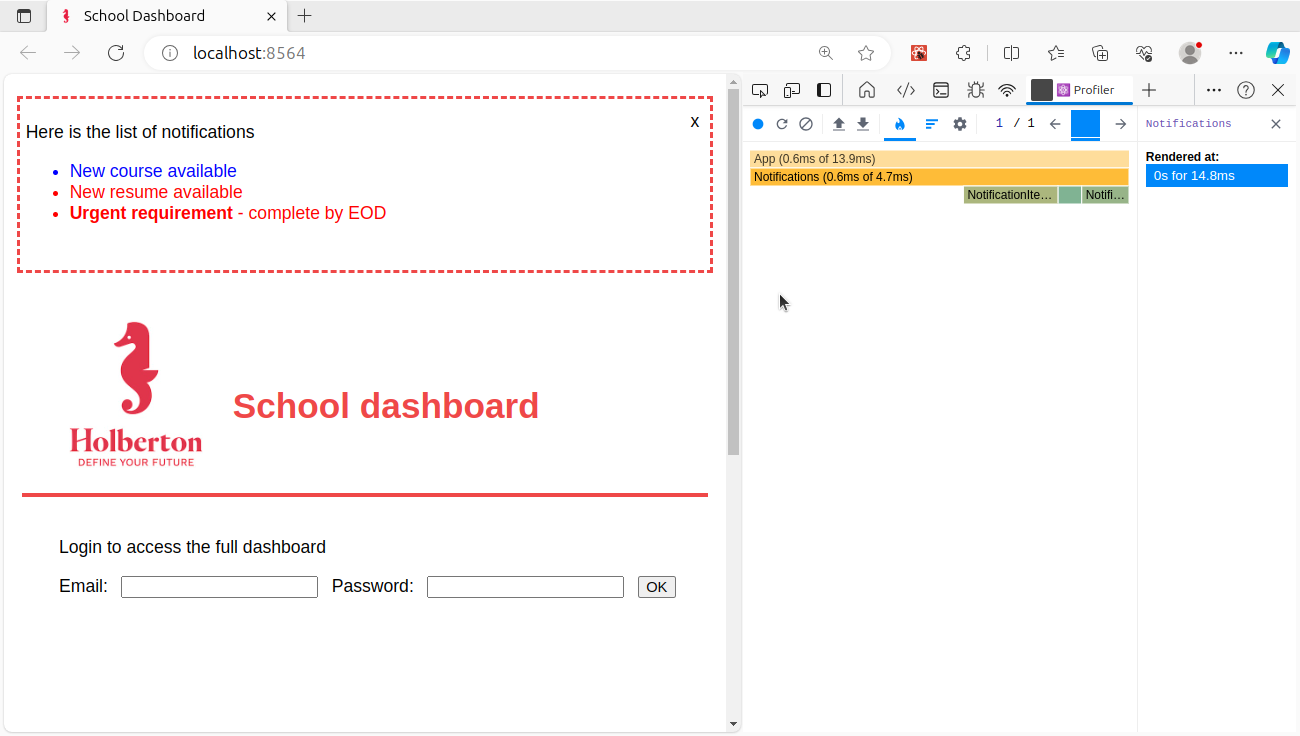 School Dashboard
localhost:8564
Here is the list of notifications
x
New course available
New resume available
Urgent requirement - complete by EOD
Holberton
DEFINE YOUR FUTURE
School dashboard
Login to access the full dashboard
Email:
Password:
OK
Profiler
1 / 1
App (0.6ms of 13.9ms)
Notifications (0.6ms of 4.7ms)
NotificationIte...
Notifi...
Notifications
Rendered at:
0s for 14.8ms